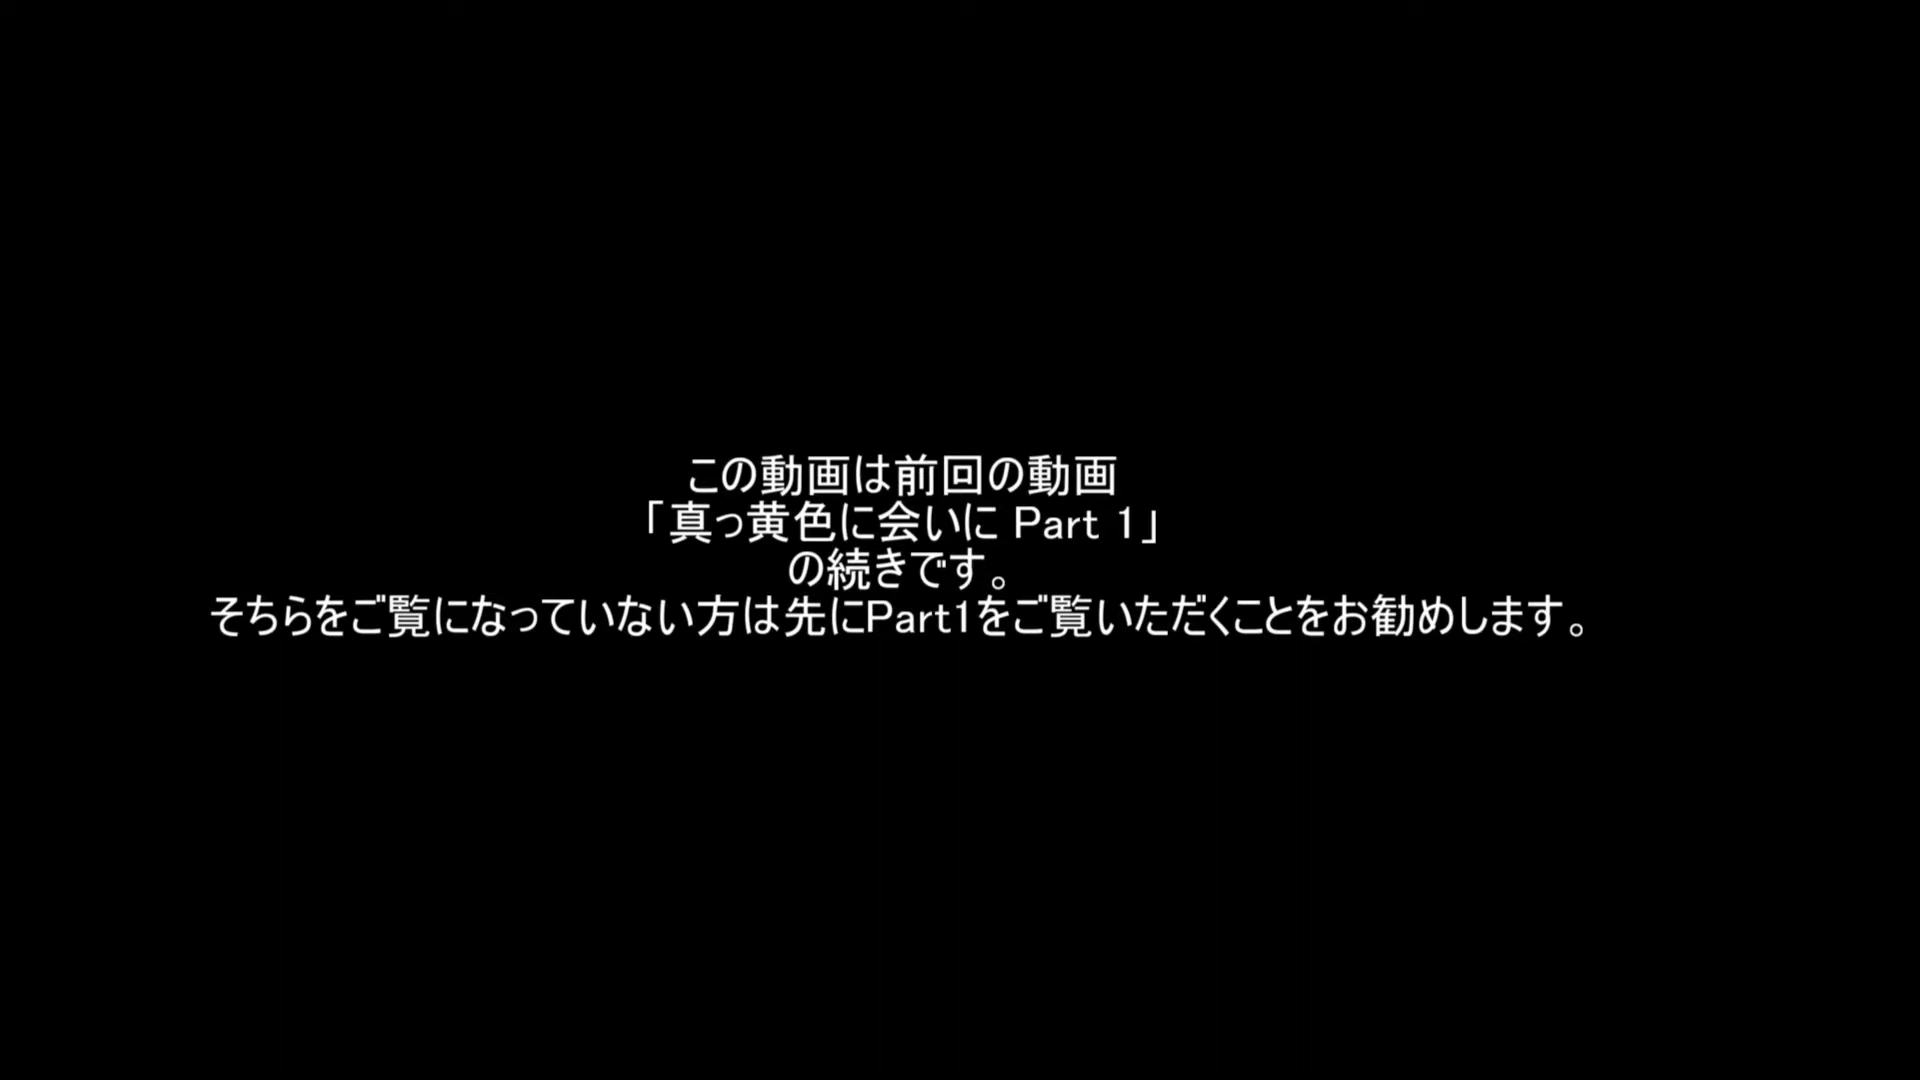 この動画は前回の動画
「真っ黄色に会いに Part 1」
の続きです。
そちらをご覧になっていない方は先にPart1をご覧いただくことをお勧めします。